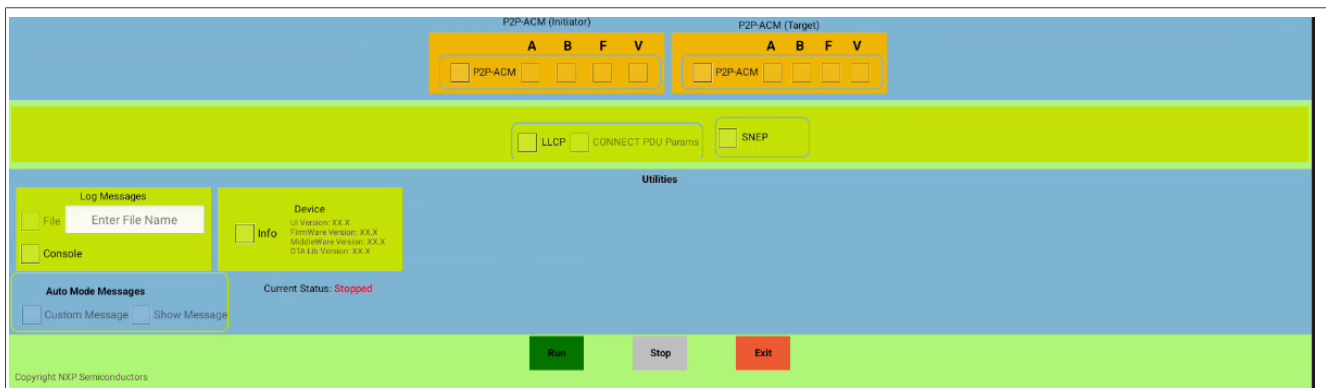 P2P-ACM (Initiator)
P2P-ACM (Target)
A B F V
A B F V
P2P-ACM
P2P-ACM
LLCP CONNECT PDU Params
SNEP
Utilities
Log Messages
File Enter File Name
Console
Device
Info
UI Version: XX.X
FirmWare Version: XX.X
MiddleWare Version: XX.X
DTA Lib Version: XX.X
Auto Mode Messages
Custom Message Show Message
Current Status: Stopped
Run Stop Exit
Copyright NXP Semiconductors